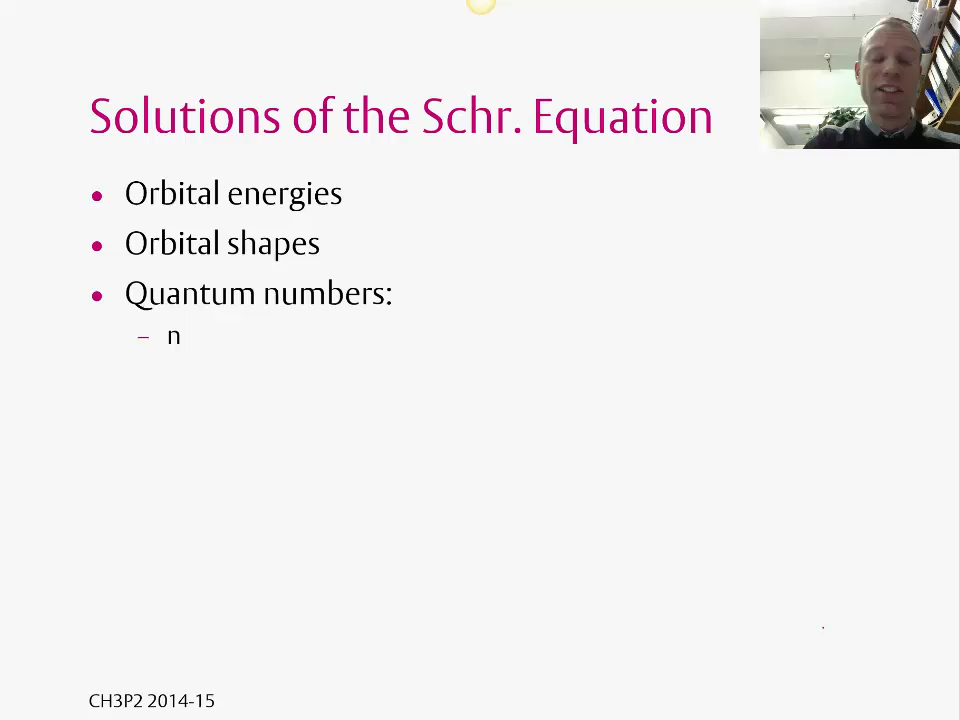 Solutions of the Schr. Equation
• Orbital energies
• Orbital shapes
• Quantum numbers:
– n
CH3P2 2014-15